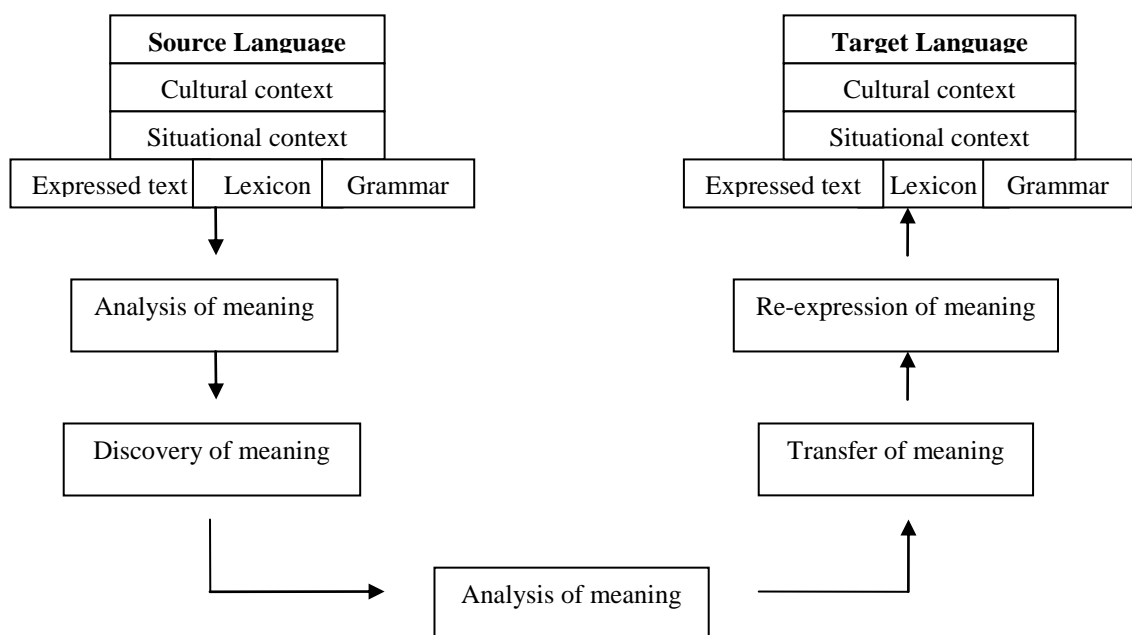 Source Language
Cultural context
Situational context
Expressed text
Lexicon
Grammar
Analysis of meaning
Discovery of meaning
Analysis of meaning
Target Language
Cultural context
Situational context
Expressed text
Lexicon
Grammar
Re-expression of meaning
Transfer of meaning